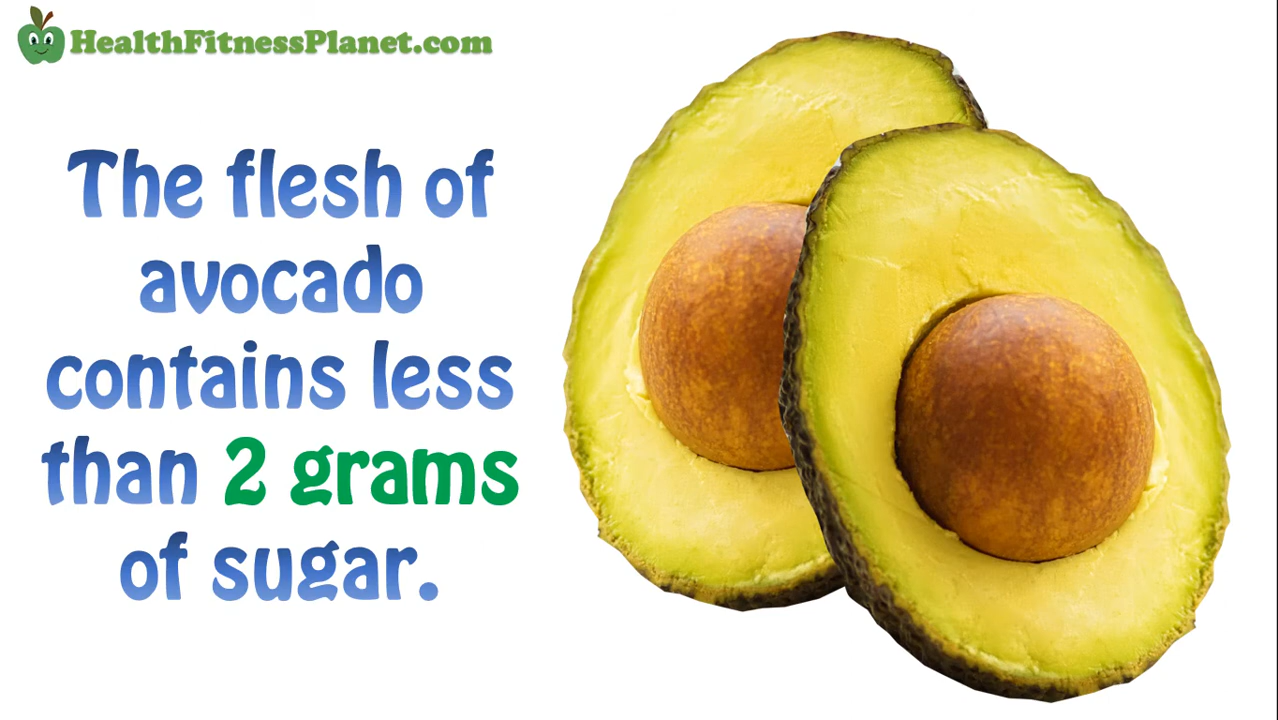 HealthFitnessPlanet.com
The flesh of
avocado
contains less
than 2 grams
of sugar.